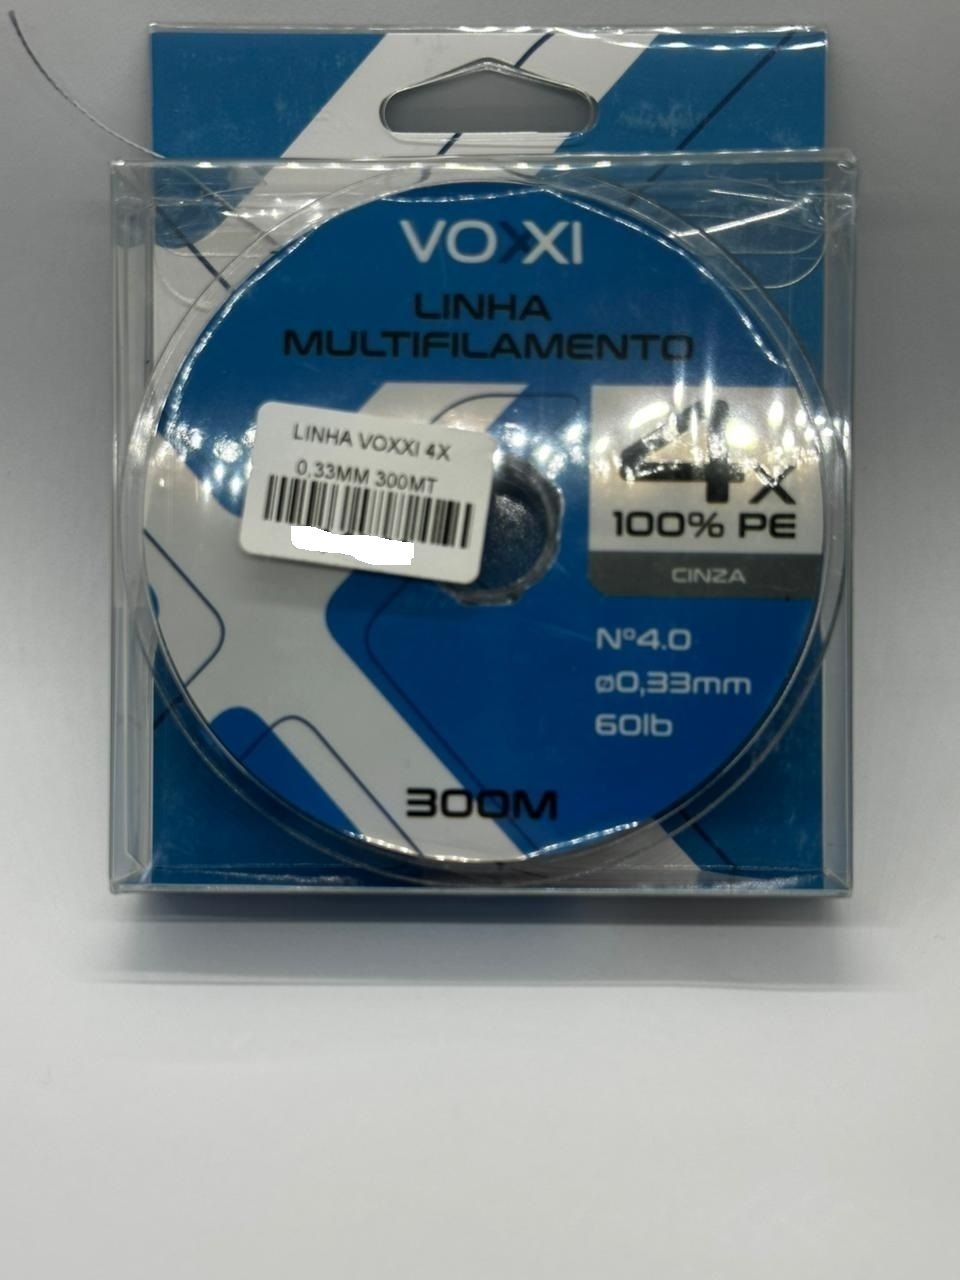 VOXXI
LINHA
MULTIFILAMENTO
LINHA VOXXI 4X
0.33MM 300MT
4x
100% PE
CINZA
Nº4.0
ø0,33mm
60lb
300M